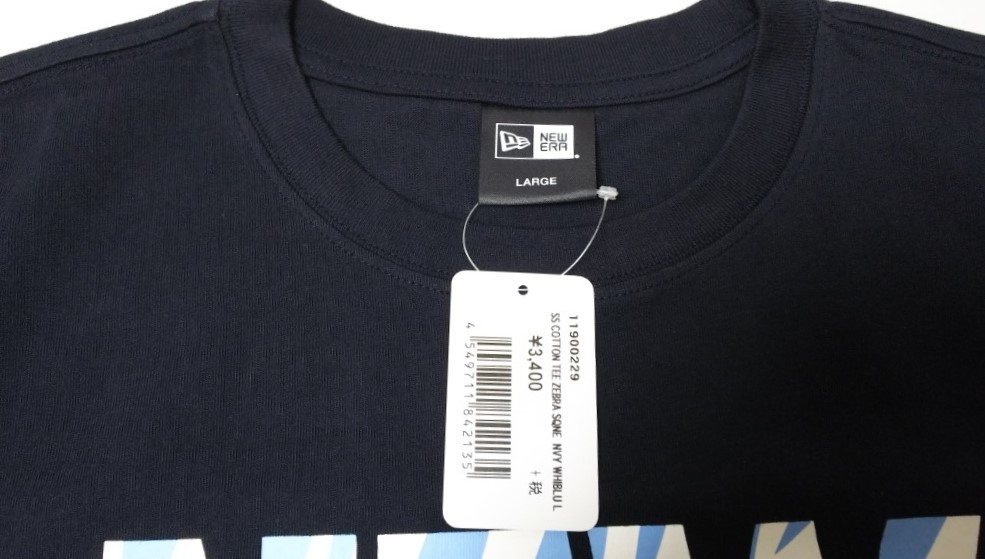 NEW
ERA
LARGE
11900229
SS COTTON TEE ZEBRA SQNE NVY WHIBLU L
¥3,400
+ 税
4 549711 842135